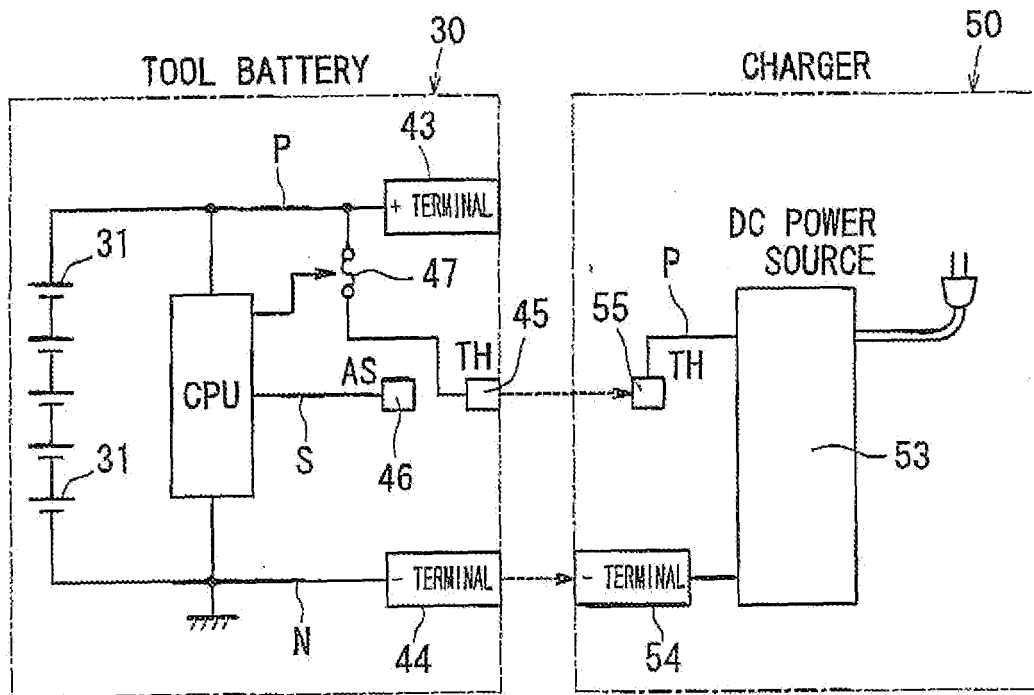 30
50
TOOL BATTERY
CHARGER
43
P
+ TERMINAL
DC POWER
SOURCE
31
47
P
45
55
TH
TH
AS
CPU
S
46
31
53
- TERMINAL
- TERMINAL
N
44
54